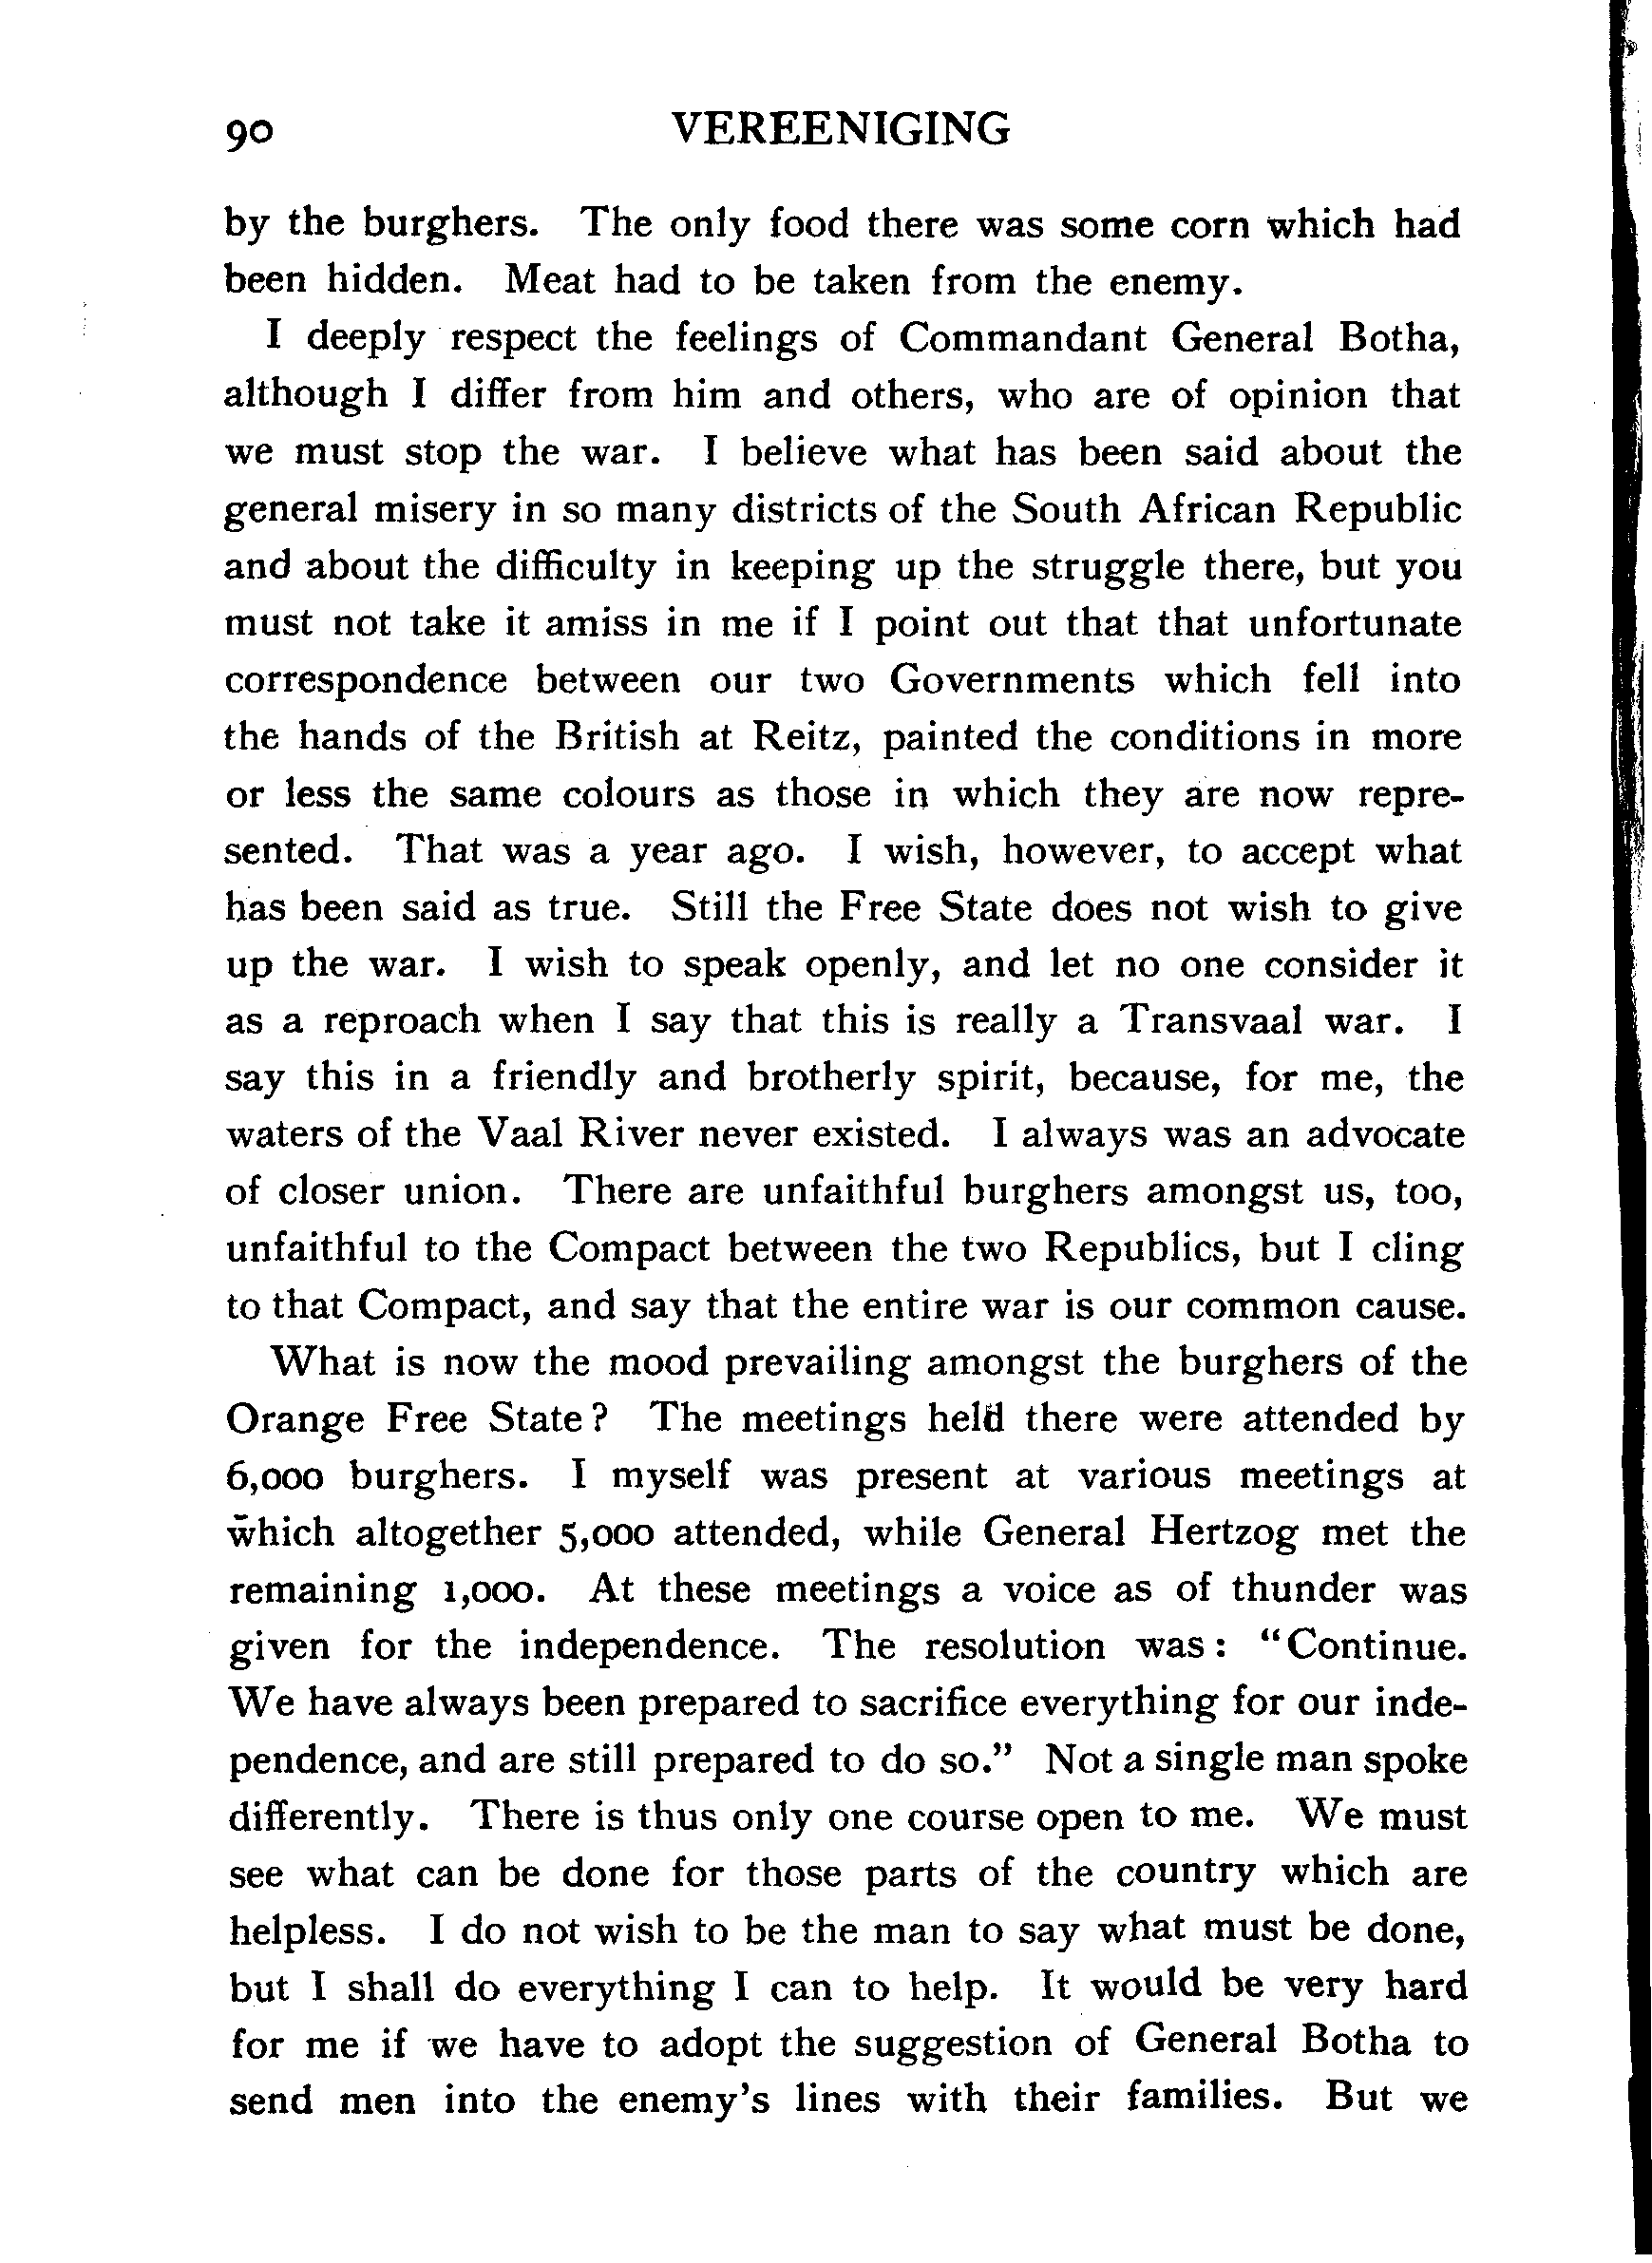 90 VEREENIGING
by the burghers. The only food there was some corn which had
been hidden. Meat had to be taken from the enemy.
I deeply respect the feelings of Commandant General Botha,
although I differ from him and others, who are of opinion that
we must stop the war. I believe what has been said about the
general misery in so many districts of the South African Republic
and about the difficulty in keeping up the struggle there, but you
must not take it amiss in me if I point out that that unfortunate
correspondence between our two Governments which fell into
the hands of the British at Reitz, painted the conditions in more
or less the same colours as those in which they are now repre-
sented. That was a year ago. I wish, however, to accept what
has been said as true. Still the Free State does not wish to give
up the war. I wish to speak openly, and let no one consider it
as a reproach when I say that this is really a Transvaal war. I
say this in a friendly and brotherly spirit, because, for me, the
waters of the Vaal River never existed. I always was an advocate
of closer union. There are unfaithful burghers amongst us, too,
unfaithful to the Compact between the two Republics, but I cling
to that Compact, and say that the entire war is our common cause.
What is now the mood prevailing amongst the burghers of the
Orange Free State? The meetings held there were attended by
6,000 burghers. I myself was present at various meetings at
which altogether 5,000 attended, while General Hertzog met the
remaining 1,000. At these meetings a voice as of thunder was
given for the independence. The resolution was: "Continue.
We have always been prepared to sacrifice everything for our inde-
pendence, and are still prepared to do so." Not a single man spoke
differently. There is thus only one course open to me. We must
see what can be done for those parts of the country which are
helpless. I do not wish to be the man to say what must be done,
but I shall do everything I can to help. It would be very hard
for me if we have to adopt the suggestion of General Botha to
send men into the enemy's lines with their families. But we